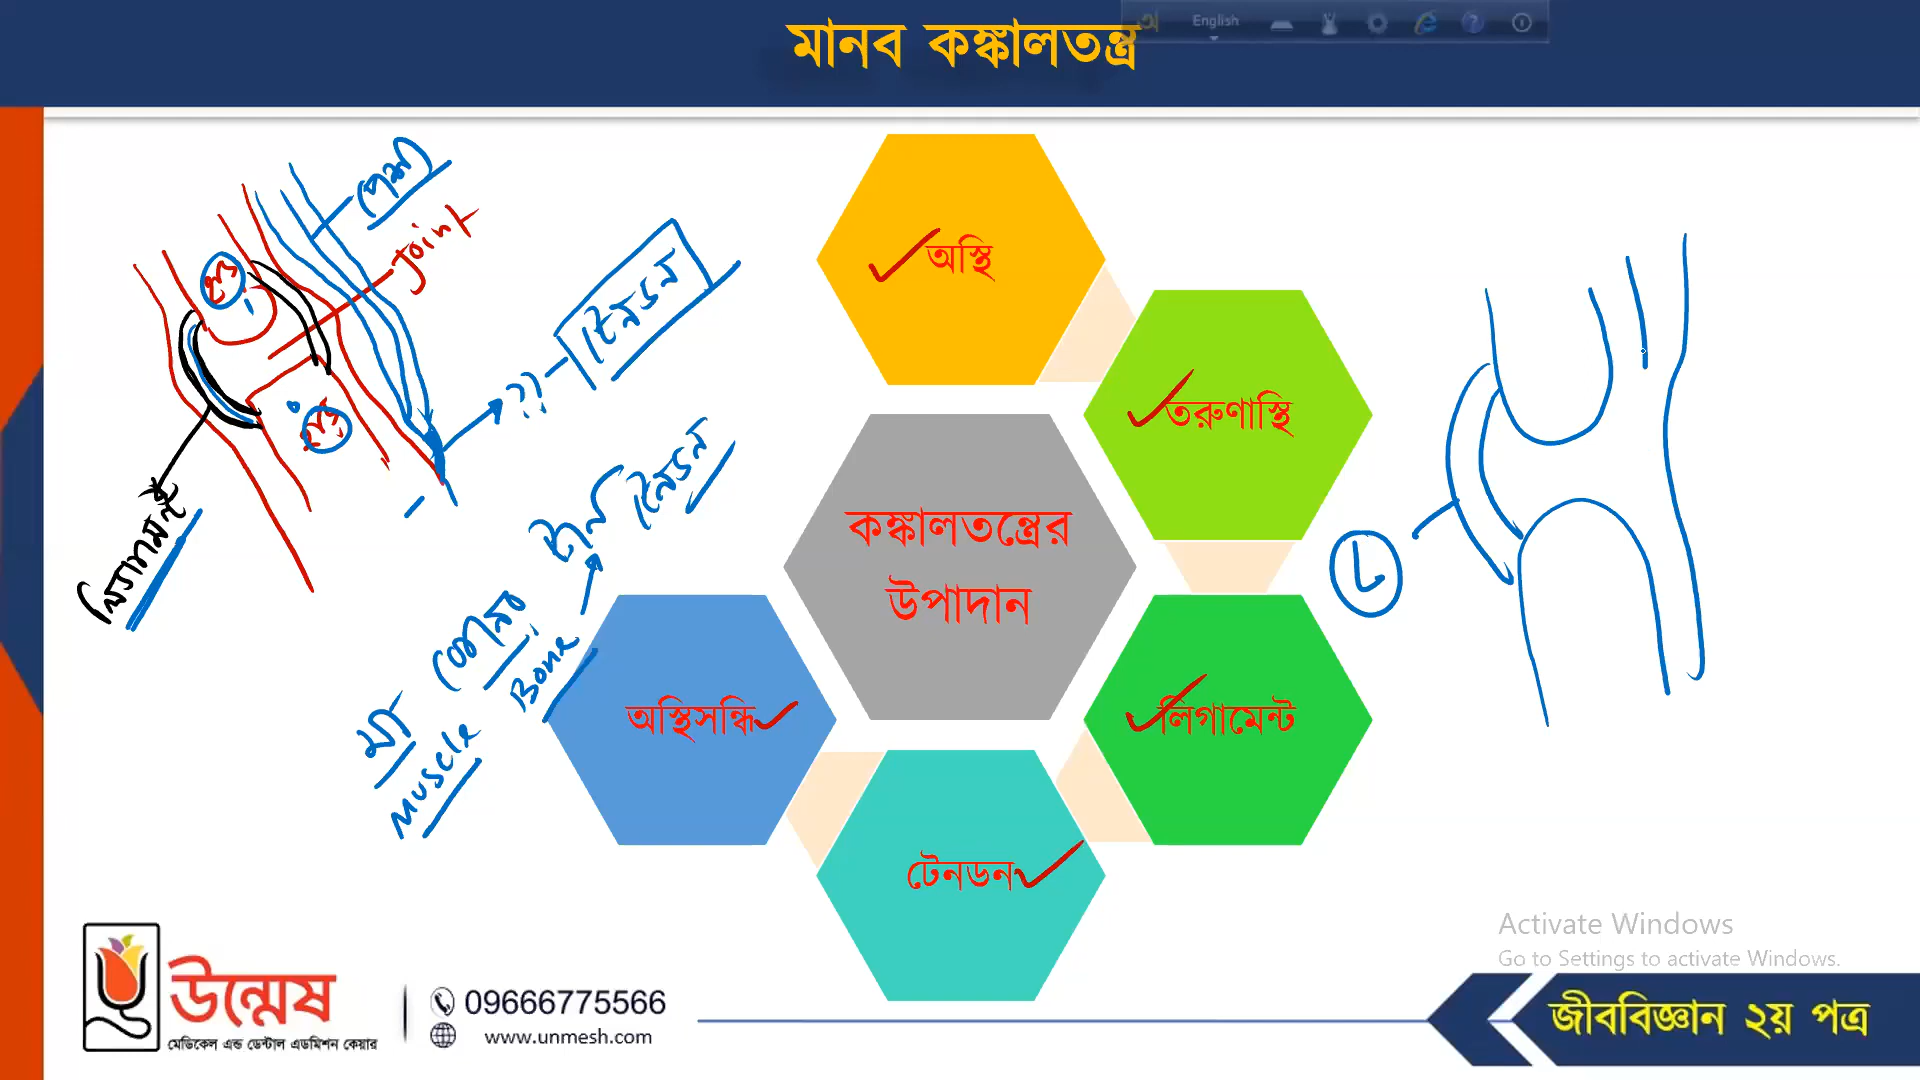 মানব কঙ্কালতন্ত্র
English
পেশী
Joint
টেনডন
??
হাড়
হাড়
লিগামেন্ট
টেনডন
মা
বোনের
Muscle
Bone
অস্থি
তরুণাস্থি
কঙ্কালতন্ত্রের
উপাদান
অস্থিসন্ধি
লিগামেন্ট
টেনডন
L
Activate Windows
Go to Settings to activate Windows.
উন্মেষ
মেডিকেল এন্ড ডেন্টাল এডমিশন কেয়ার
09666775566
www.unmesh.com
জীববিজ্ঞান ২য় পত্র